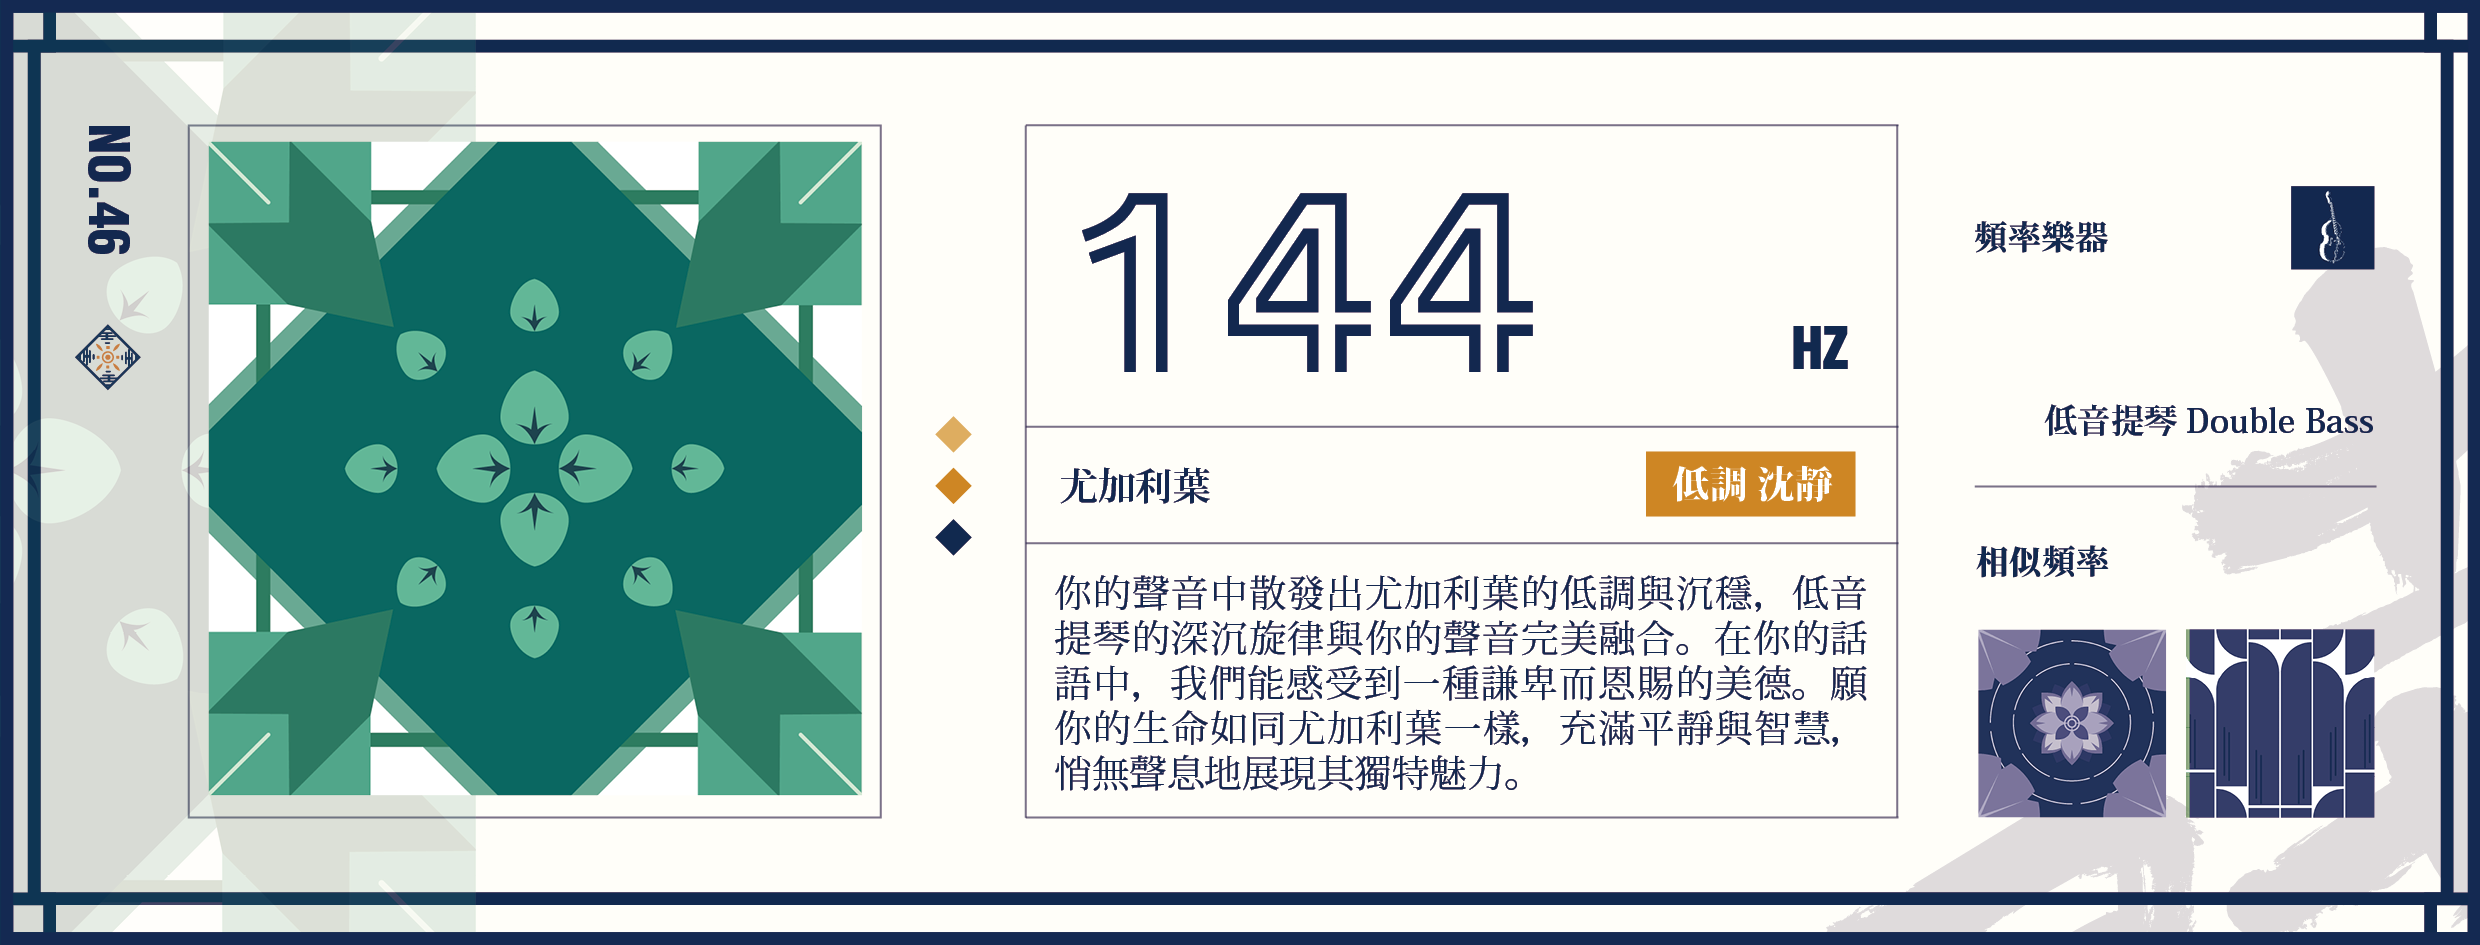 NO.46
144
HZ
尤加利葉
低調 沈靜
你的聲音中散發出尤加利葉的低調與沉穩，低音
提琴的深沉旋律與你的聲音完美融合。在你的話
語中，我們能感受到一種謙卑而恩賜的美德。願
你的生命如同尤加利葉一樣，充滿平靜與智慧，
悄無聲息地展現其獨特魅力。
頻率樂器
低音提琴 Double Bass
相似頻率